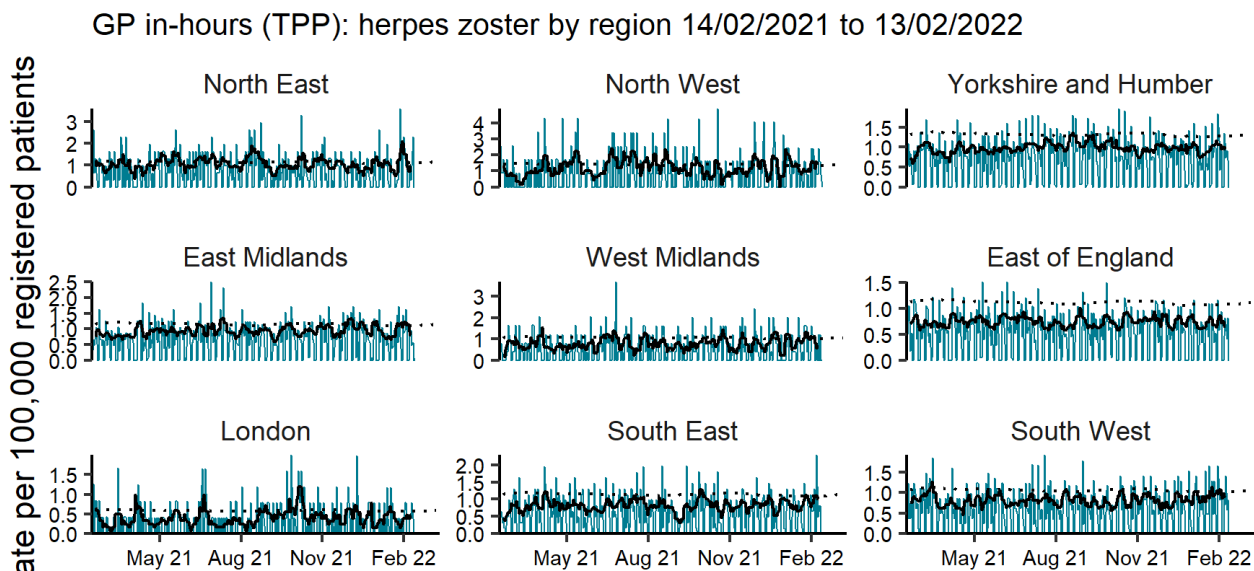 GP in-hours (TPP): herpes zoster by region 14/02/2021 to 13/02/2022
ate per 100,000 registered patients
North East
3
2
1
0
North West
4
3
2
1
0
Yorkshire and Humber
1.5
1.0
0.5
0.0
East Midlands
2.5
2.0
1.5
1.0
0.5
0.0
West Midlands
3
2
1
0
East of England
1.5
1.0
0.5
0.0
London
1.5
1.0
0.5
0.0
May 21 Aug 21 Nov 21 Feb 22
South East
2.0
1.5
1.0
0.5
0.0
May 21 Aug 21 Nov 21 Feb 22
South West
2.0
1.5
1.0
0.5
0.0
May 21 Aug 21 Nov 21 Feb 22